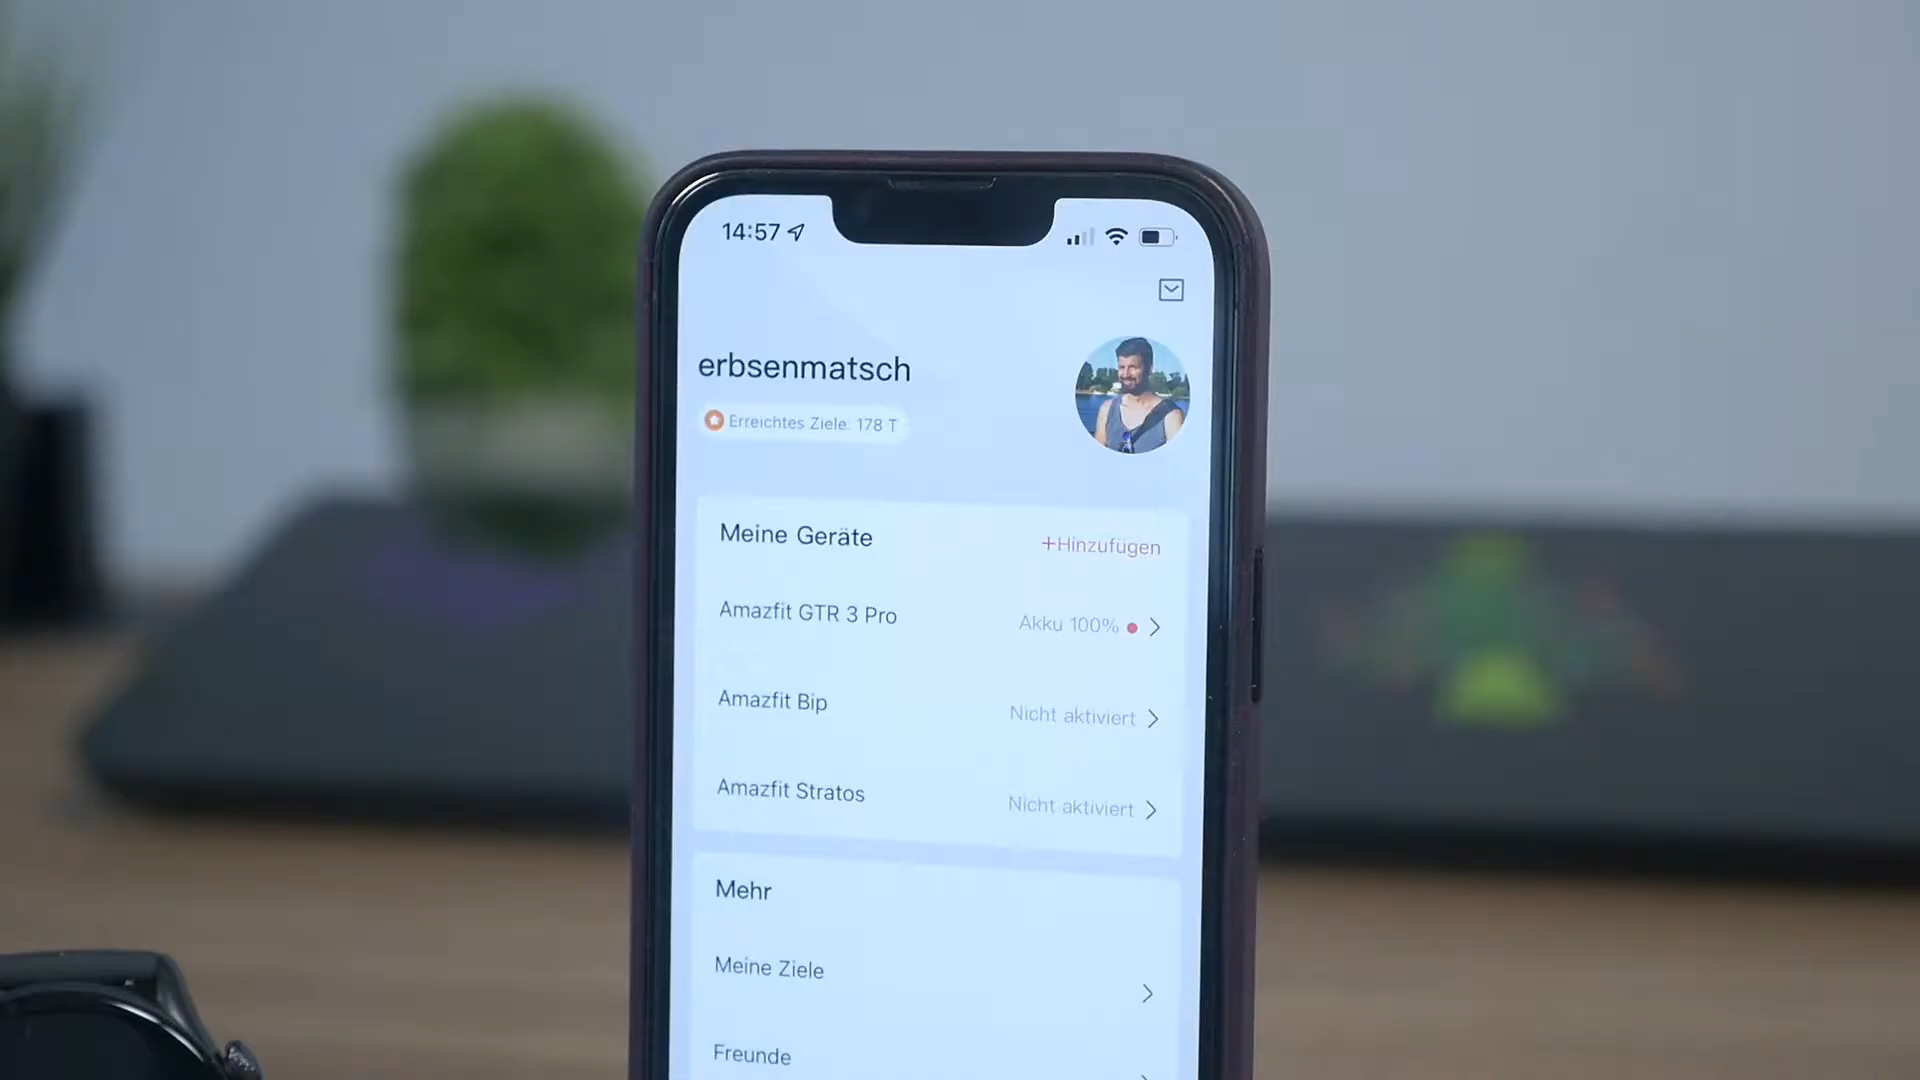 14:57
erbsenmatsch
Erreichtes Ziele: 178 T
Meine Geräte
+Hinzufügen
Amazfit GTR 3 Pro
Akku 100%
Amazfit Bip
Nicht aktiviert
Amazfit Stratos
Nicht aktiviert
Mehr
Meine Ziele
Freunde